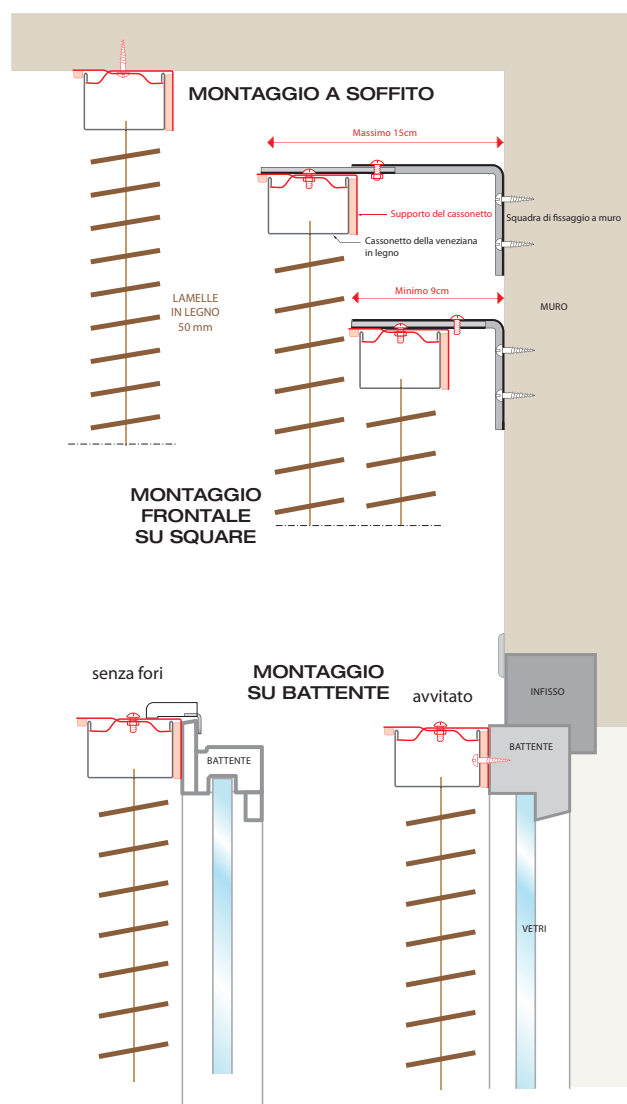 MONTAGGIO A SOFFITO
Massimo 15cm
Supporto del cassonetto
Squadra di fissaggio a muro
Cassonetto della veneziana
in legno
LAMELLE
IN LEGNO
50 mm
Minimo 9cm
MURO
MONTAGGIO
FRONTALE
SU SQUARE
senza fori
MONTAGGIO
SU BATTENTE
avvitato
INFISSO
BATTENTE
BATTENTE
VETRI